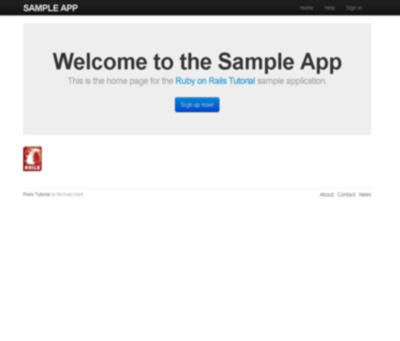 SAMPLE APP
Home Help Sign in
Welcome to the Sample App
This is the home page for the Ruby on Rails Tutorial sample application.
Sign up now!
RAILS
Rails Tutorial by Michael Hartl
About Contact News